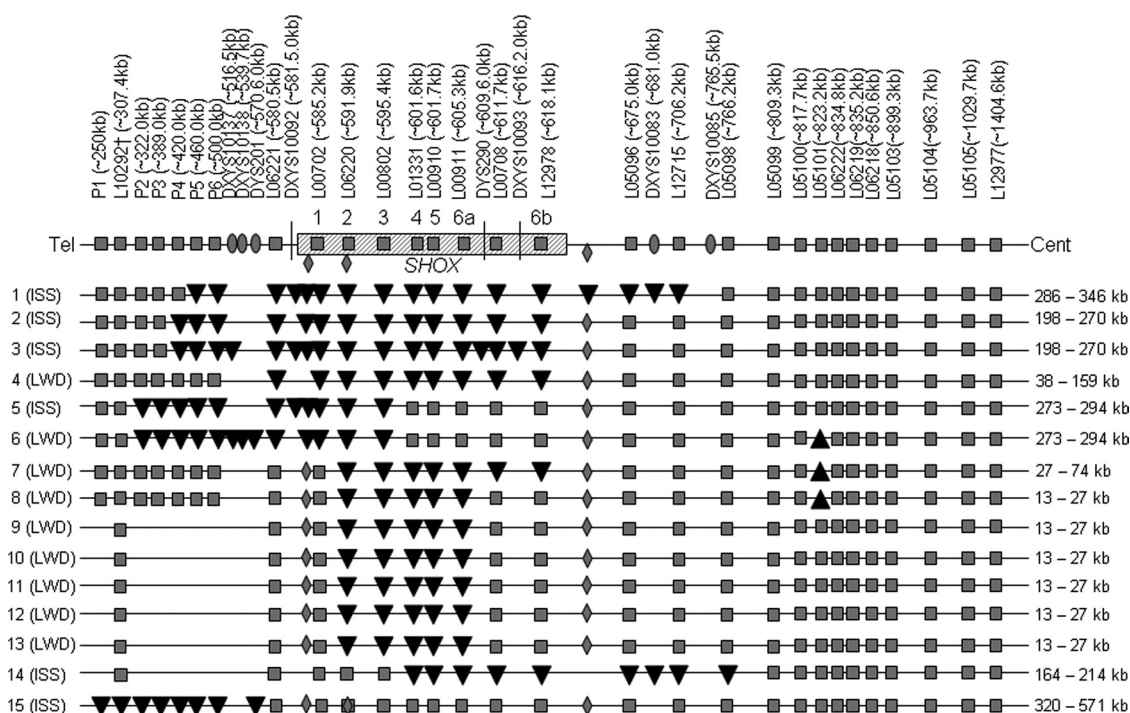 P1 (~250kb)
L10292†† (~307.4kb)
P2 (~322.0kb)
P3 (~389.0kb)
P4 (~420.0kb)
P5 (~460.0kb)
P6 (~500.0kb)
DXYS10137 (~516.5kb)
DXYS10138 (~539.7kb)
DYS201 (~570.6.0kb)
L06221 (~580.5kb)
DXYS10092 (~581.5.0kb)
L00702 (~585.2kb)
L06220 (~591.9kb)
L00802 (~595.4kb)
L01331 (~601.6kb)
L00910 (~601.7kb)
L00911 (~605.3kb)
DYS290 (~609.6.0kb)
L00708 (~611.7kb)
DXYS10093 (~616.2.0kb)
L12978 (~618.1kb)
L05096 (~675.0kb)
DXYS10083 (~681.0kb)
L12715 (~706.2kb)
DXYS10085 (~765.5kb)
L05098 (~766.2kb)
L05099 (~809.3kb)
L05100(~817.7kb)
L05101(~823.2kb)
L06222(~834.8kb)
L06219(~835.2kb)
L06218(~850.6kb)
L05103(~899.3kb)
L05104(~963.7kb)
L05105(~1029.7kb)
L12977(~1404.6kb)
1 2 3 4 5 6a 6b
Tel Cent
SHOX
1 (ISS) 286 – 346 kb
2 (ISS) 198 – 270 kb
3 (ISS) 198 – 270 kb
4 (LWD) 38 – 159 kb
5 (ISS) 273 – 294 kb
6 (LWD) 273 – 294 kb
7 (LWD) 27 – 74 kb
8 (LWD) 13 – 27 kb
9 (LWD) 13 – 27 kb
10 (LWD) 13 – 27 kb
11 (LWD) 13 – 27 kb
12 (LWD) 13 – 27 kb
13 (LWD) 13 – 27 kb
14 (ISS) 164 – 214 kb
15 (ISS) 320 – 571 kb